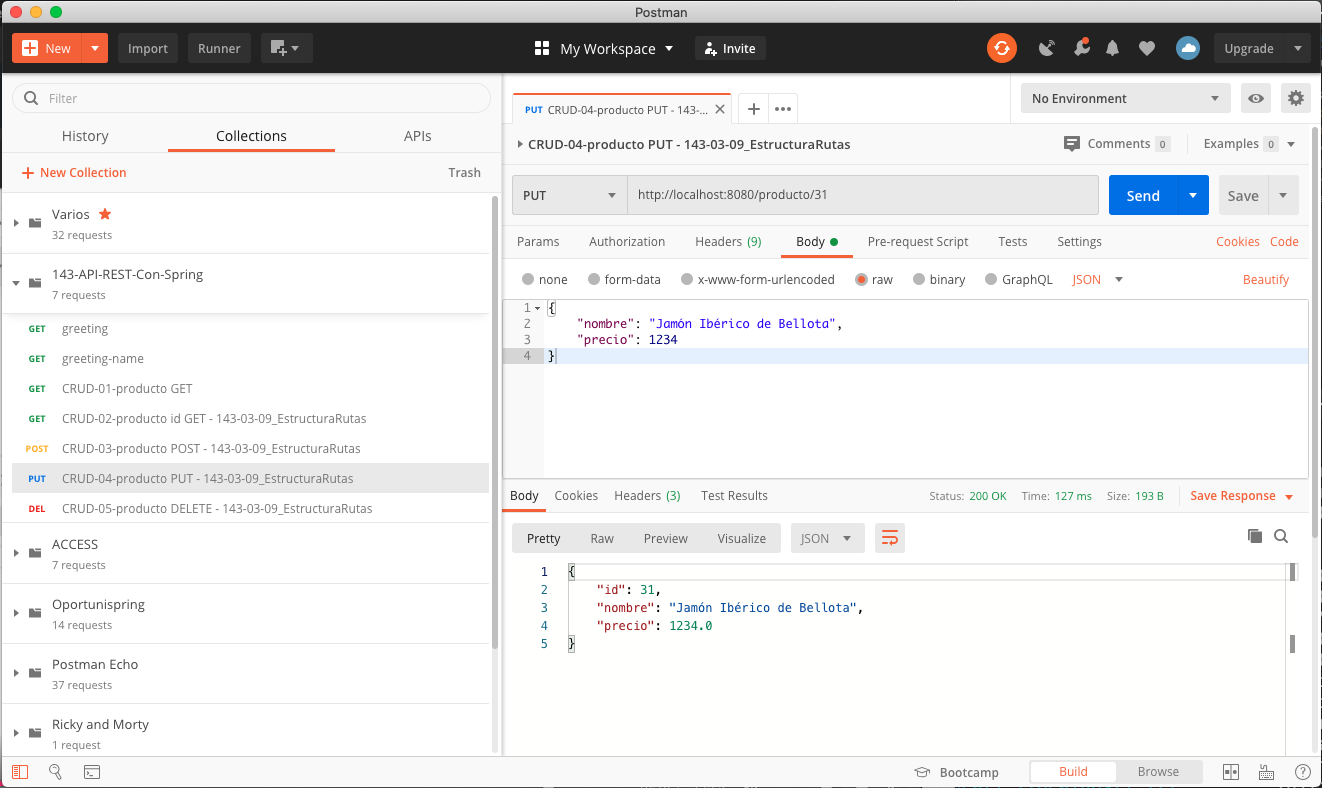 Postman
New
Import
Runner
My Workspace
Invite
Upgrade
Filter
History
Collections
APIs
New Collection
Trash
Varios
32 requests
143-API-REST-Con-Spring
7 requests
GET greeting
GET greeting-name
GET CRUD-01-producto GET
GET CRUD-02-producto id GET - 143-03-09_EstructuraRutas
POST CRUD-03-producto POST - 143-03-09_EstructuraRutas
PUT CRUD-04-producto PUT - 143-03-09_EstructuraRutas
DEL CRUD-05-producto DELETE - 143-03-09_EstructuraRutas
ACCESS
7 requests
Oportunispring
14 requests
Postman Echo
37 requests
Ricky and Morty
1 request
PUT CRUD-04-producto PUT - 143-...
No Environment
CRUD-04-producto PUT - 143-03-09_EstructuraRutas
Comments 0
Examples 0
PUT
http://localhost:8080/producto/31
Send
Save
Params Authorization Headers (9) Body Pre-request Script Tests Settings
Cookies Code
none form-data x-www-form-urlencoded raw binary GraphQL JSON
Beautify
1 {
2 "nombre": "Jamón Ibérico de Bellota",
3 "precio": 1234
4 }
Body Cookies Headers (3) Test Results
Status: 200 OK Time: 127 ms Size: 193 B
Save Response
Pretty Raw Preview Visualize JSON
1 {
2 "id": 31,
3 "nombre": "Jamón Ibérico de Bellota",
4 "precio": 1234.0
5 }
Bootcamp
Build
Browse